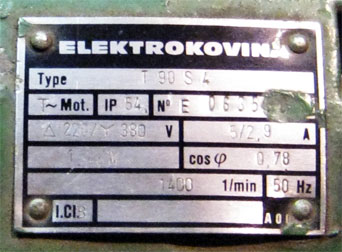 ELEKTROKOVINA
Type T 90 S 4
~ Mot. IP 54 Nº E 0635
Δ 220/Y 380 V 5/2,9 A
cos φ 0,78
1400 1/min 50 Hz
I.Cl.B